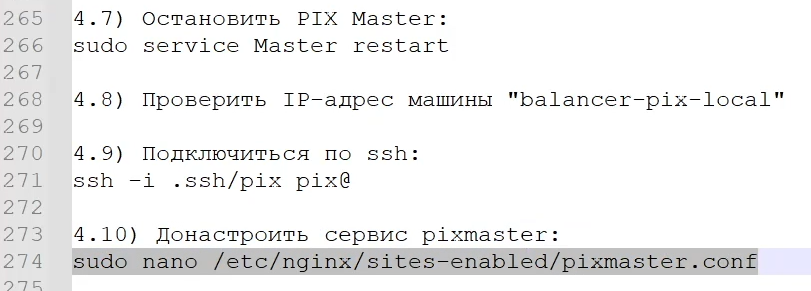 265 4.7) Остановить PIX Master:
266 sudo service Master restart
267
268 4.8) Проверить IP-адрес машины "balancer-pix-local"
269
270 4.9) Подключиться по ssh:
271 ssh -i .ssh/pix pix@
272
273 4.10) Донастроить сервис pixmaster:
274 sudo nano /etc/nginx/sites-enabled/pixmaster.conf
275